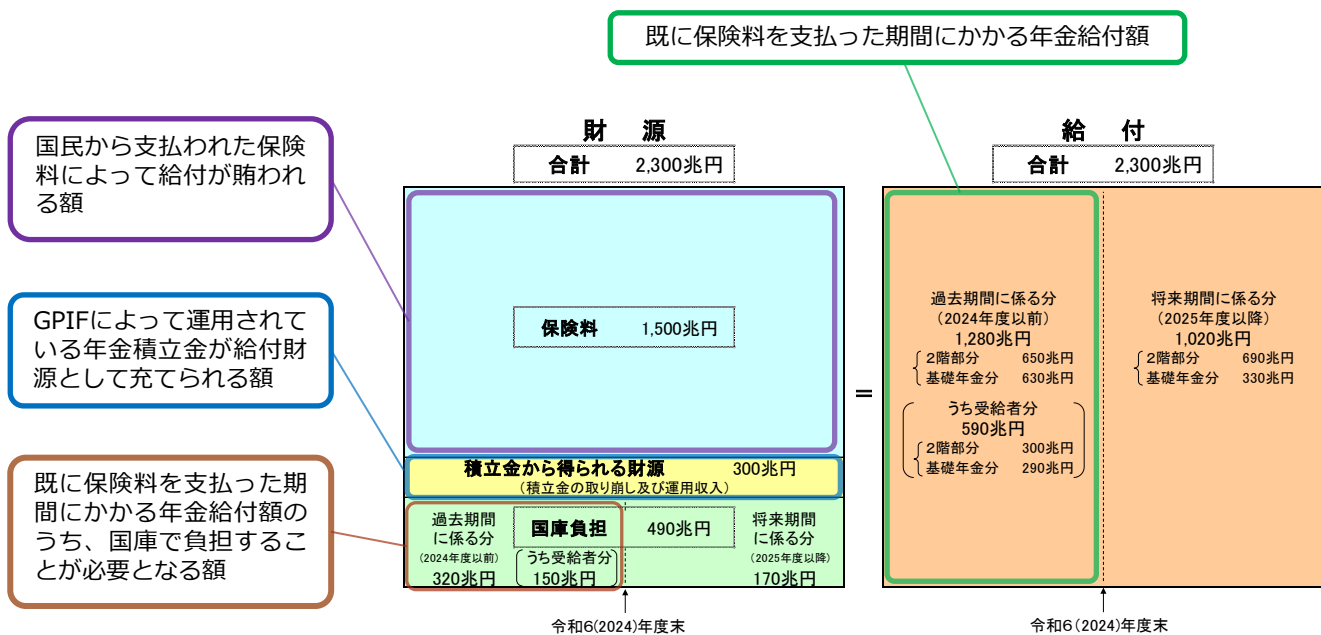 既に保険料を支払った期間にかかる年金給付額
国民から支払われた保険
料によって給付が賄われ
る額
GPIFによって運用されて
いる年金積立金が給付財
源として充てられる額
既に保険料を支払った期
間にかかる年金給付額の
うち、国庫で負担するこ
とが必要となる額
財 源
合計 2,300兆円
保険料 1,500兆円
積立金から得られる財源 300兆円
（積立金の取り崩し及び運用収入）
過去期間
に係る分
（2024年度以前）
320兆円
国庫負担 490兆円
うち受給者分
150兆円
将来期間
に係る分
（2025年度以降）
170兆円
令和6(2024)年度末
＝
給 付
合計 2,300兆円
過去期間に係る分
（2024年度以前）
1,280兆円
2階部分 650兆円
基礎年金分 630兆円
うち受給者分
590兆円
2階部分 300兆円
基礎年金分 290兆円
将来期間に係る分
（2025年度以降）
1,020兆円
2階部分 690兆円
基礎年金分 330兆円
令和6(2024)年度末